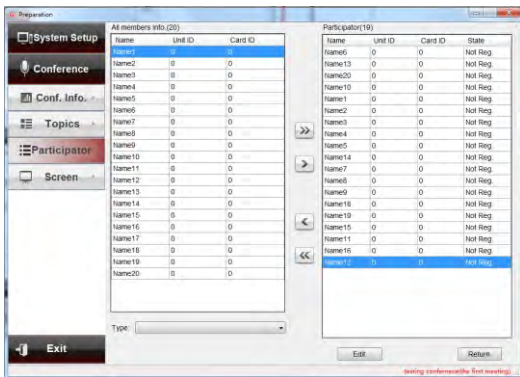 Preparation
System Setup
Conference
Conf. Info.
Topics
Participator
Screen
Exit
All members info.(20)
Name Unit ID Card ID
Name1 0 0
Name2 0 0
Name3 0 0
Name4 0 0
Name5 0 0
Name6 0 0
Name7 0 0
Name8 0 0
Name9 0 0
Name10 0 0
Name11 0 0
Name12 0 0
Name13 0 0
Name14 0 0
Name15 0 0
Name16 0 0
Name17 0 0
Name18 0 0
Name19 0 0
Name20 0 0
Type:
>>
>
<
<<
Participator(19)
Name Unit ID Card ID State
Name6 0 0 Not Reg.
Name13 0 0 Not Reg.
Name20 0 0 Not Reg.
Name10 0 0 Not Reg.
Name1 0 0 Not Reg.
Name2 0 0 Not Reg.
Name3 0 0 Not Reg.
Name4 0 0 Not Reg.
Name5 0 0 Not Reg.
Name14 0 0 Not Reg.
Name7 0 0 Not Reg.
Name8 0 0 Not Reg.
Name9 0 0 Not Reg.
Name18 0 0 Not Reg.
Name19 0 0 Not Reg.
Name15 0 0 Not Reg.
Name11 0 0 Not Reg.
Name16 0 0 Not Reg.
Name12 0 0 Not Reg.
Edit
Return
(the first meeting)